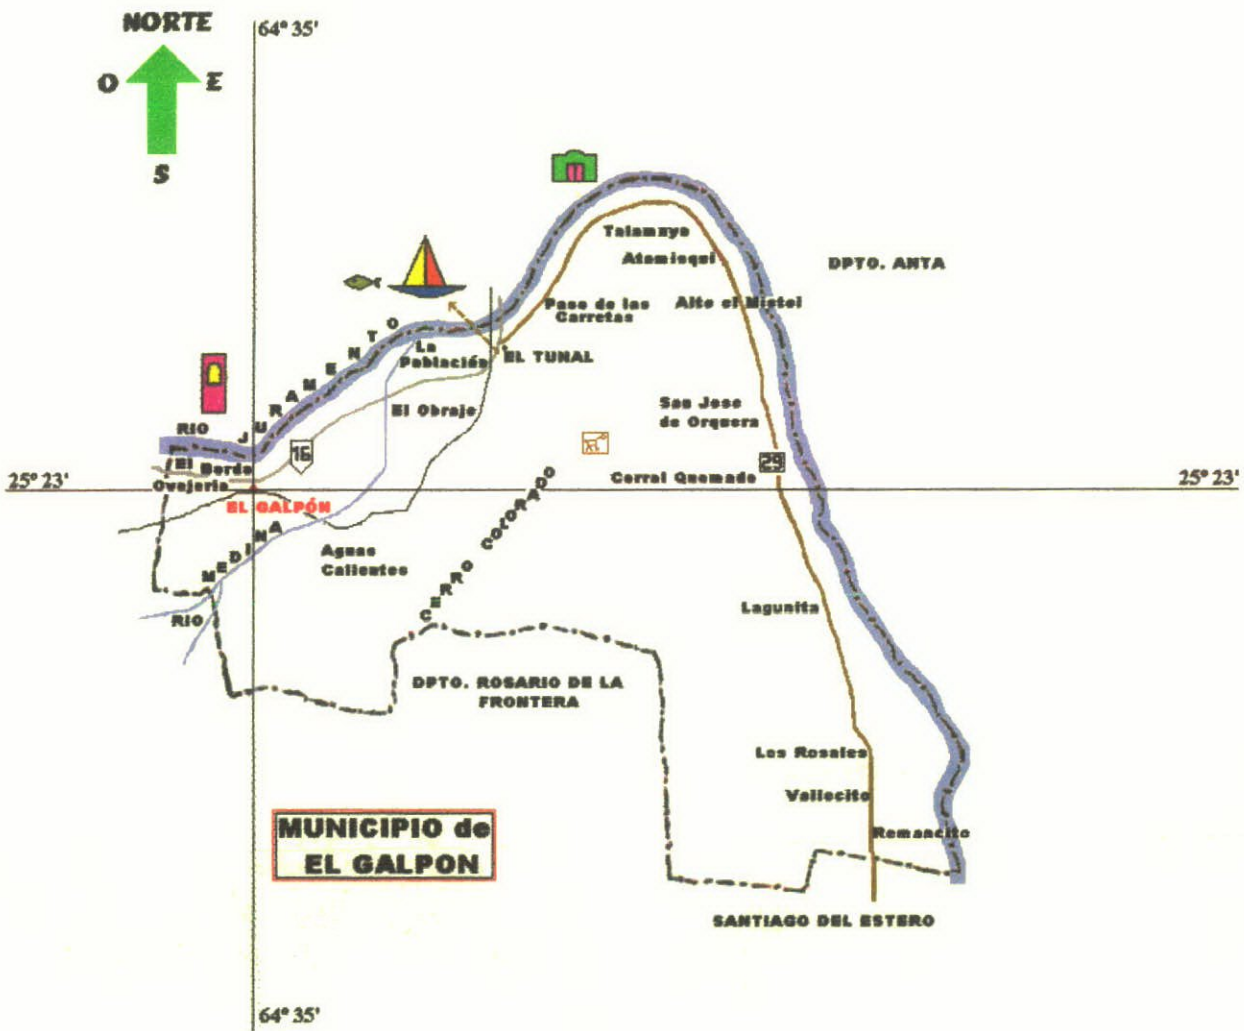 NORTE
64° 35'
O E
S
Talamuyo
Atamisqui
DPTO. ANTA
Paso de las
Carretas
Alto el Mistol
RIO JURAMENTO
La
Población
EL TUNAL
El Obraje
San Jose
de Orquera
16
29
El Bordo
Ovejeria
Corral Quemado
25° 23'
25° 23'
EL GALPÓN
CERRO COLORADO
Aguas
Calientes
RIO MEDINA
Lagunita
DPTO. ROSARIO DE LA
FRONTERA
Los Rosales
Vallecito
Remancito
MUNICIPIO de
EL GALPON
SANTIAGO DEL ESTERO
64° 35'